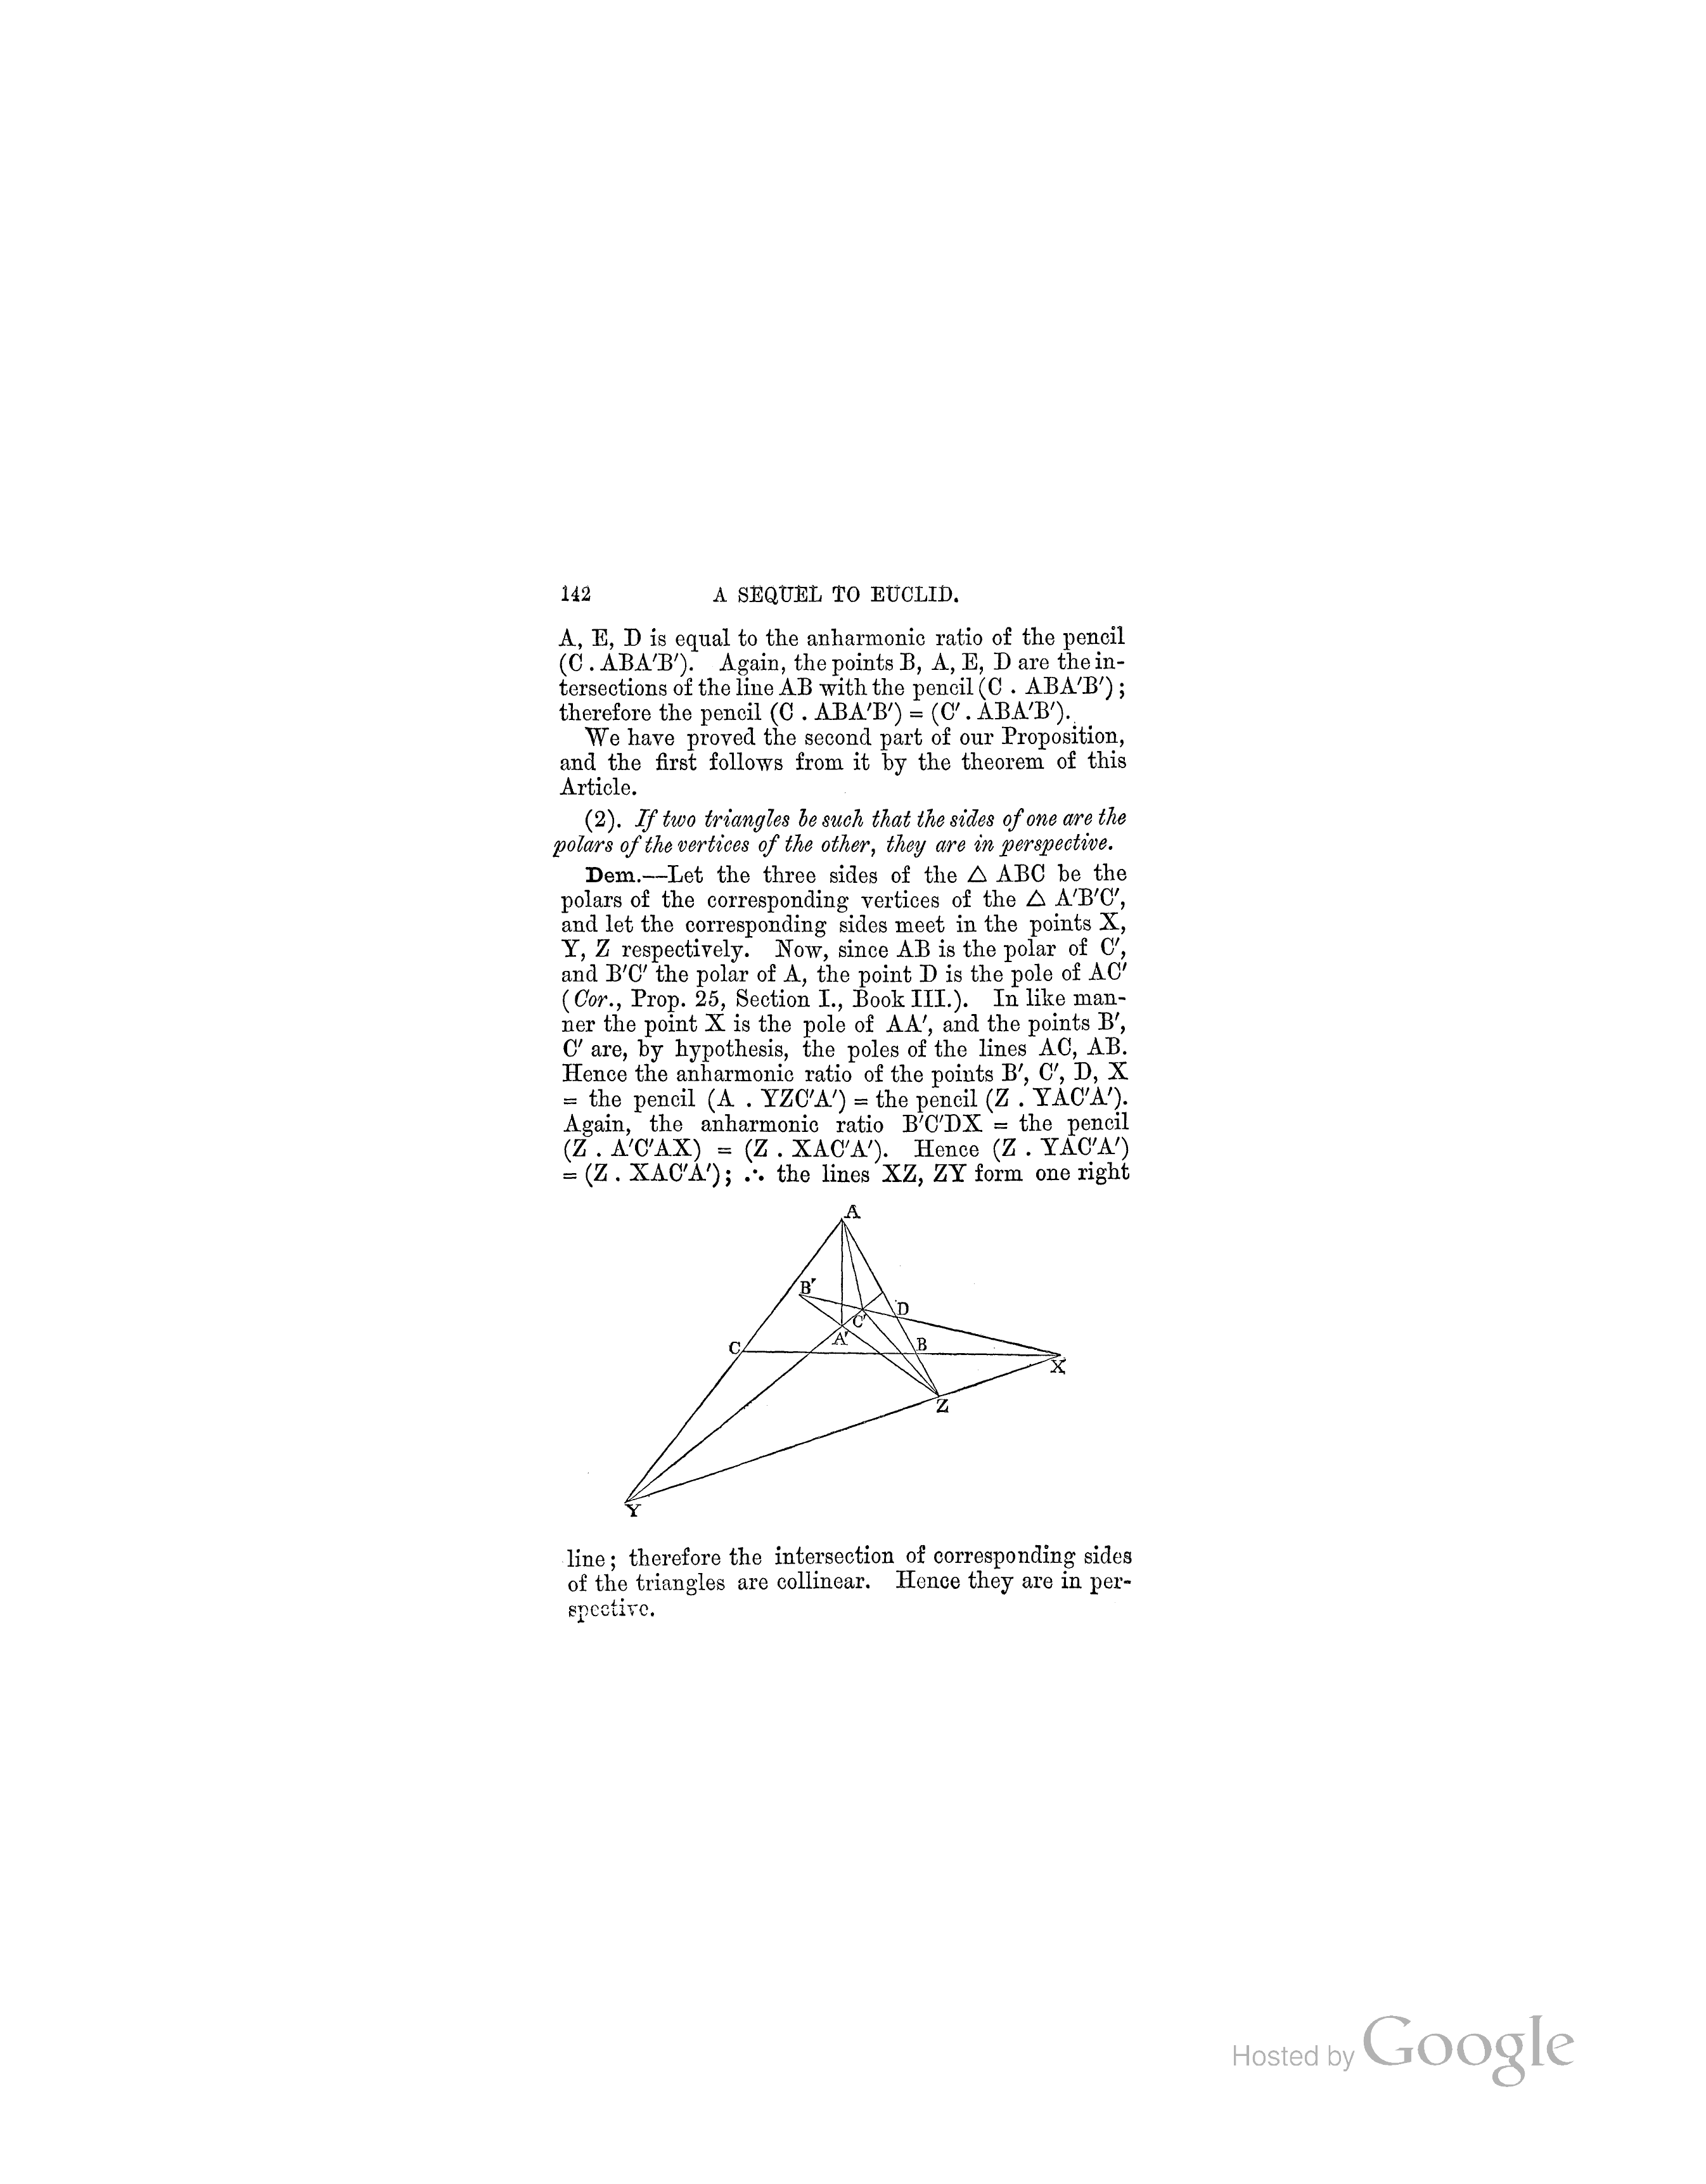 142 A SEQUEL TO EUCLID.
A, E, D is equal to the anharmonic ratio of the pencil
(C . ABA′B′). Again, the points B, A, E, D are the in-
tersections of the line AB with the pencil (C . ABA′B′) ;
therefore the pencil (C . ABA′B′) = (C′ . ABA′B′).
We have proved the second part of our Proposition,
and the first follows from it by the theorem of this
Article.
(2). If two triangles be such that the sides of one are the
polars of the vertices of the other, they are in perspective.
Dem.—Let the three sides of the △ ABC be the
polars of the corresponding vertices of the △ A′B′C′,
and let the corresponding sides meet in the points X,
Y, Z respectively. Now, since AB is the polar of C′,
and B′C′ the polar of A, the point D is the pole of AC′
(Cor., Prop. 25, Section I., Book III.). In like man-
ner the point X is the pole of AA′, and the points B′,
C′ are, by hypothesis, the poles of the lines AC, AB.
Hence the anharmonic ratio of the points B′, C′, D, X
= the pencil (A . YZC′A′) = the pencil (Z . YAC′A′).
Again, the anharmonic ratio B′C′DX = the pencil
(Z . A′C′AX) = (Z . XAC′A′). Hence (Z . YAC′A′)
= (Z . XAC′A′); ∴ the lines XZ, ZY form one right
A
B′
D
C′
A′
C
B
X
Z
Y
line; therefore the intersection of corresponding sides
of the triangles are collinear. Hence they are in per-
spective.
Hosted by Google